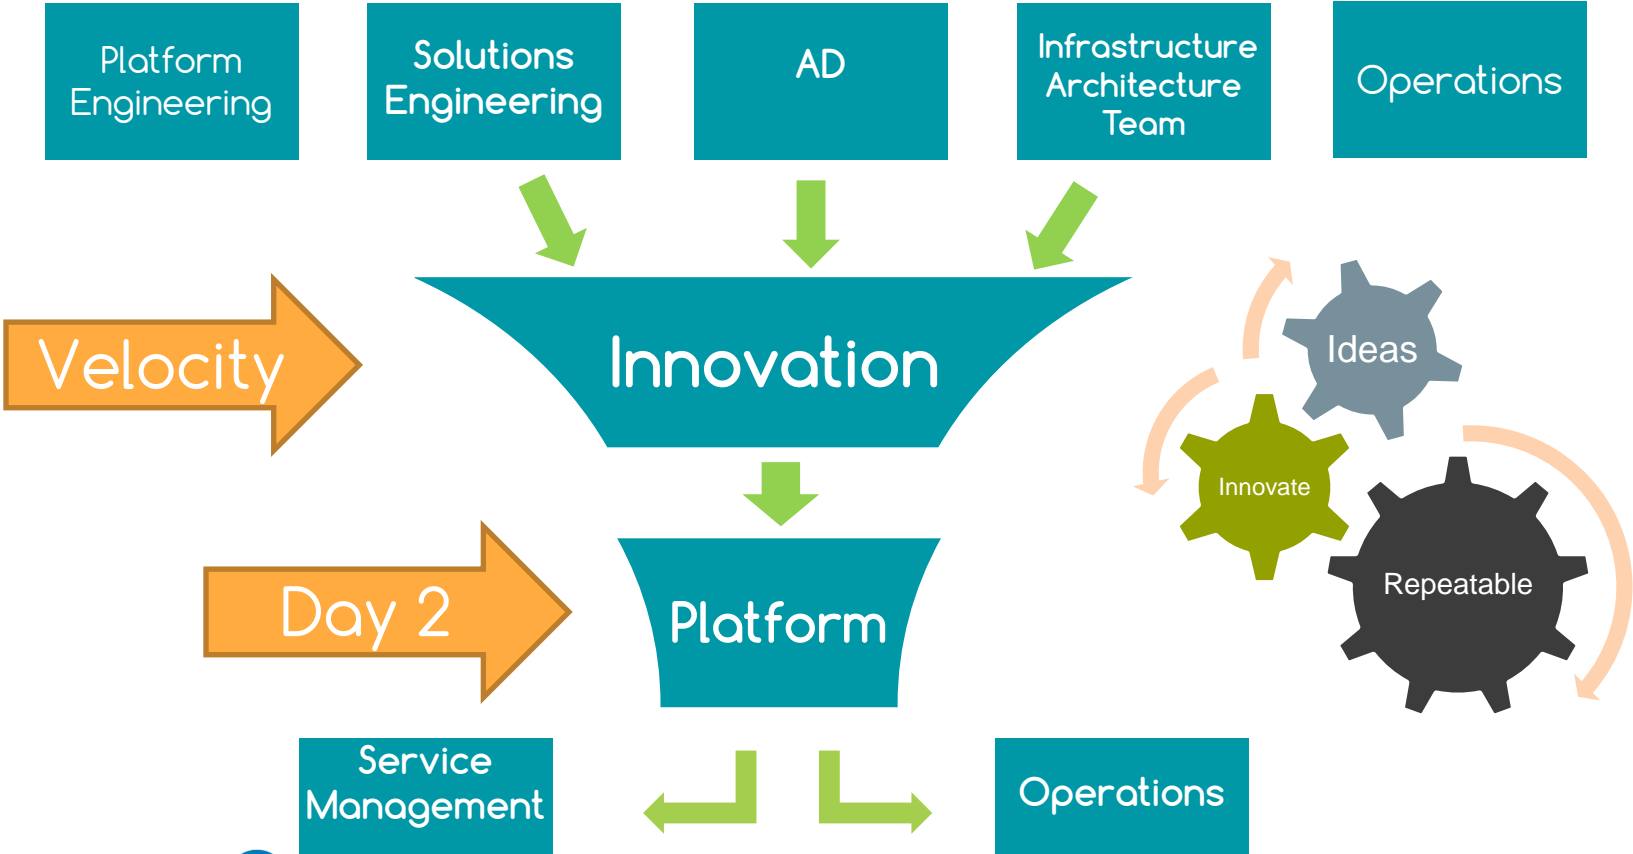 Platform
Engineering
Solutions
Engineering
AD
Infrastructure
Architecture
Team
Operations
Velocity
Innovation
Ideas
Innovate
Repeatable
Day 2
Platform
Service
Management
Operations